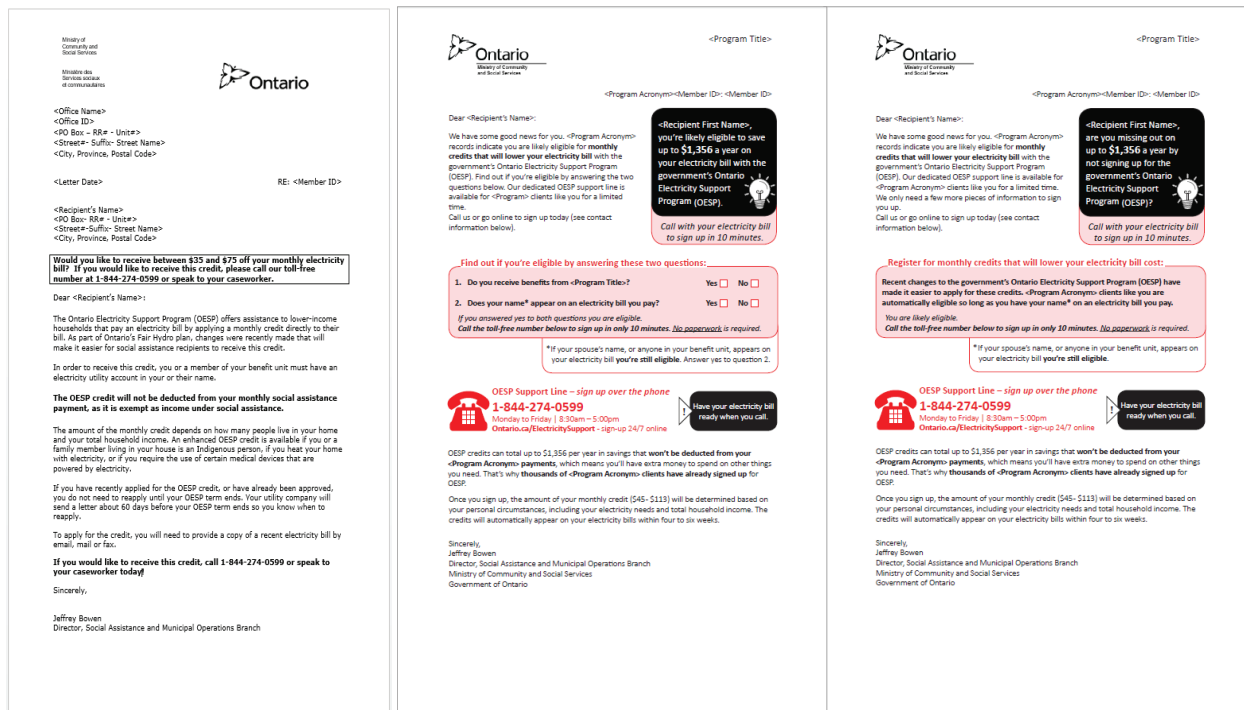 Ministry of
Community and
Social Services
Ministère des
Services sociaux
et communautaires
Ontario
<Office Name>
<Office ID>
<PO Box – RR# - Unit#>
<Street#- Suffix- Street Name>
<City, Province, Postal Code>
<Letter Date> RE: <Member ID>
<Recipient's Name>
<PO Box- RR# - Unit#>
<Street#-Suffix- Street Name>
<City, Province, Postal Code>
Would you like to receive between $35 and $75 off your monthly electricity
bill? If you would like to receive this credit, please call our toll-free
number at 1-844-274-0599 or speak to your caseworker.
Dear <Recipient's Name>:
The Ontario Electricity Support Program (OESP) offers assistance to lower-income
households that pay an electricity bill by applying a monthly credit directly to their
bill. As part of Ontario's Fair Hydro plan, changes were recently made that will
make it easier for social assistance recipients to receive this credit.
In order to receive this credit, you or a member of your benefit unit must have an
electricity utility account in your or their name.
The OESP credit will not be deducted from your monthly social assistance
payment, as it is exempt as income under social assistance.
The amount of the monthly credit depends on how many people live in your home
and your total household income. An enhanced OESP credit is available if you or a
family member living in your house is an Indigenous person, if you heat your home
with electricity, or if you require the use of certain medical devices that are
powered by electricity.
If you have recently applied for the OESP credit, or have already been approved,
you do not need to reapply until your OESP term ends. Your utility company will
send a letter about 60 days before your OESP term ends so you know when to
reapply.
To apply for the credit, you will need to provide a copy of a recent electricity bill by
email, mail or fax.
If you would like to receive this credit, call 1-844-274-0599 or speak to
your caseworker today!
Sincerely,
Jeffrey Bowen
Director, Social Assistance and Municipal Operations Branch
Ontario
Ministry of Community
and Social Services
<Program Title>
<Program Acronym><Member ID>: <Member ID>
Dear <Recipient's Name>:
We have some good news for you. <Program Acronym>
records indicate you are likely eligible for monthly
credits that will lower your electricity bill with the
government's Ontario Electricity Support Program
(OESP). Find out if you're eligible by answering the two
questions below. Our dedicated OESP support line is
available for <Program> clients like you for a limited
time.
Call us or go online to sign up today (see contact
information below).
<Recipient First Name>,
you're likely eligible to save
up to $1,356 a year on
your electricity bill with the
government's Ontario
Electricity Support
Program (OESP).
Call with your electricity bill
to sign up in 10 minutes.
Find out if you're eligible by answering these two questions:
1. Do you receive benefits from <Program Title>? Yes No
2. Does your name* appear on an electricity bill you pay? Yes No
If you answered yes to both questions you are eligible.
Call the toll-free number below to sign up in only 10 minutes. No paperwork is required.
*If your spouse's name, or anyone in your benefit unit, appears on
your electricity bill you're still eligible. Answer yes to question 2.
OESP Support Line – sign up over the phone
1-844-274-0599
Monday to Friday | 8:30am – 5:00pm
Ontario.ca/ElectricitySupport - sign-up 24/7 online
!
Have your electricity bill
ready when you call.
OESP credits can total up to $1,356 per year in savings that won't be deducted from your
<Program Acronym> payments, which means you'll have extra money to spend on other things
you need. That's why thousands of <Program Acronym> clients have already signed up for
OESP.
Once you sign up, the amount of your monthly credit ($45- $113) will be determined based on
your personal circumstances, including your electricity needs and total household income. The
credits will automatically appear on your electricity bills within four to six weeks.
Sincerely,
Jeffrey Bowen
Director, Social Assistance and Municipal Operations Branch
Ministry of Community and Social Services
Government of Ontario
Ontario
Ministry of Community
and Social Services
<Program Title>
<Program Acronym><Member ID>: <Member ID>
Dear <Recipient's Name>:
We have some good news for you. <Program Acronym>
records indicate you are likely eligible for monthly
credits that will lower your electricity bill with the
government's Ontario Electricity Support Program
(OESP). Our dedicated OESP support line is available for
<Program Acronym> clients like you for a limited time.
We only need a few more pieces of information to sign
you up.
Call us or go online to sign up today (see contact
information below).
<Recipient First Name>,
are you missing out on
up to $1,356 a year by
not signing up for the
government's Ontario
Electricity Support
Program (OESP)?
Call with your electricity bill
to sign up in 10 minutes.
Register for monthly credits that will lower your electricity bill cost:
Recent changes to the government's Ontario Electricity Support Program (OESP) have
made it easier to apply for these credits. <Program Acronym> clients like you are
automatically eligible so long as you have your name* on an electricity bill you pay.
You are likely eligible.
Call the toll-free number below to sign up in only 10 minutes. No paperwork is required.
*If your spouse's name, or anyone in your benefit unit, appears on
your electricity bill you're still eligible.
OESP Support Line – sign up over the phone
1-844-274-0599
Monday to Friday | 8:30am – 5:00pm
Ontario.ca/ElectricitySupport - sign-up 24/7 online
!
Have your electricity bill
ready when you call.
OESP credits can total up to $1,356 per year in savings that won't be deducted from your
<Program Acronym> payments, which means you'll have extra money to spend on other things
you need. That's why thousands of <Program Acronym> clients have already signed up for
OESP.
Once you sign up, the amount of your monthly credit ($45- $113) will be determined based on
your personal circumstances, including your electricity needs and total household income. The
credits will automatically appear on your electricity bills within four to six weeks.
Sincerely,
Jeffrey Bowen
Director, Social Assistance and Municipal Operations Branch
Ministry of Community and Social Services
Government of Ontario